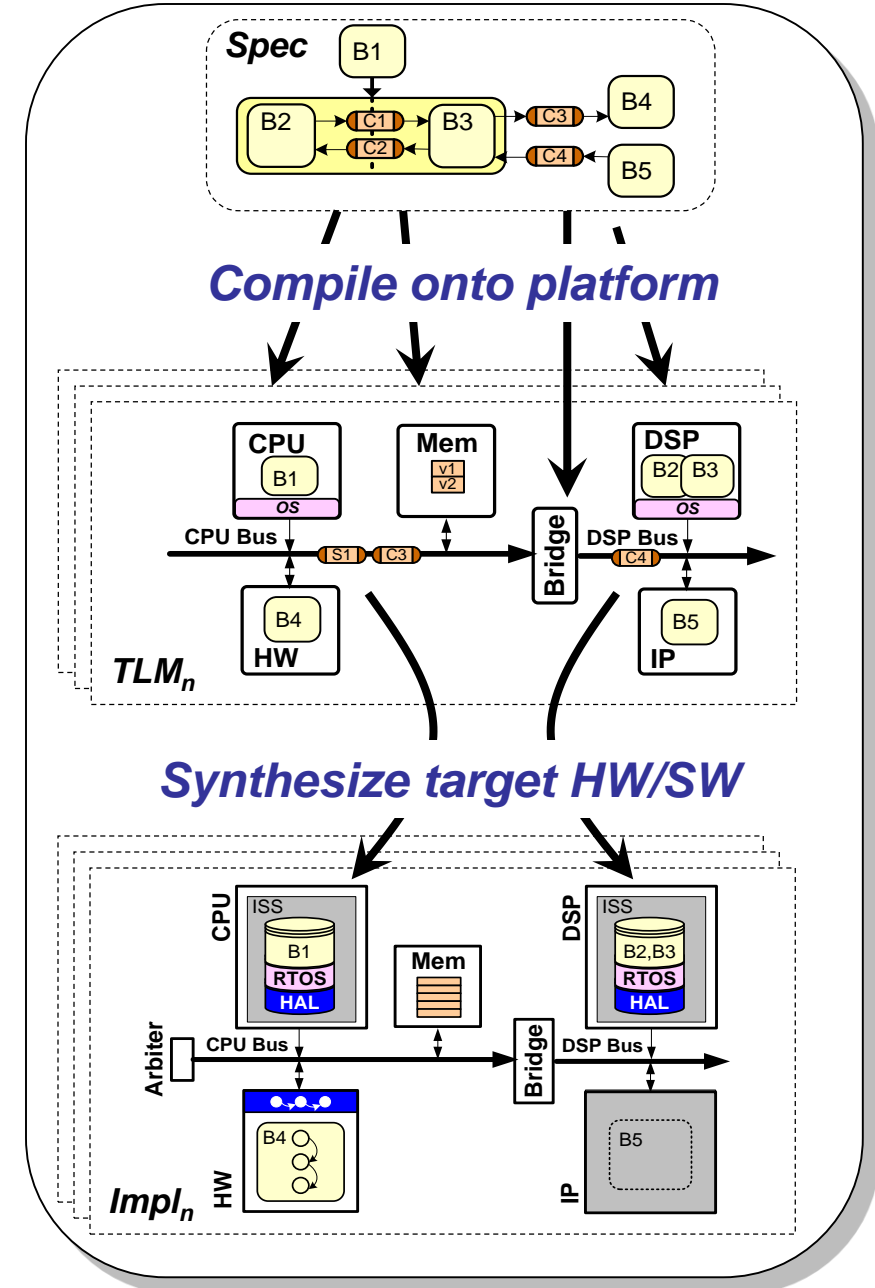 Spec
B1
B2
C1
C2
B3
C3
C4
B4
B5
Compile onto platform
CPU
B1
OS
Mem
v1
v2
DSP
B2
B3
OS
CPU Bus
S1
C3
Bridge
DSP Bus
C4
B4
HW
B5
IP
TLMn
Synthesize target HW/SW
CPU
ISS
B1
RTOS
HAL
Mem
DSP
ISS
B2,B3
RTOS
HAL
Arbiter
CPU Bus
Bridge
DSP Bus
B4
HW
B5
IP
Impln